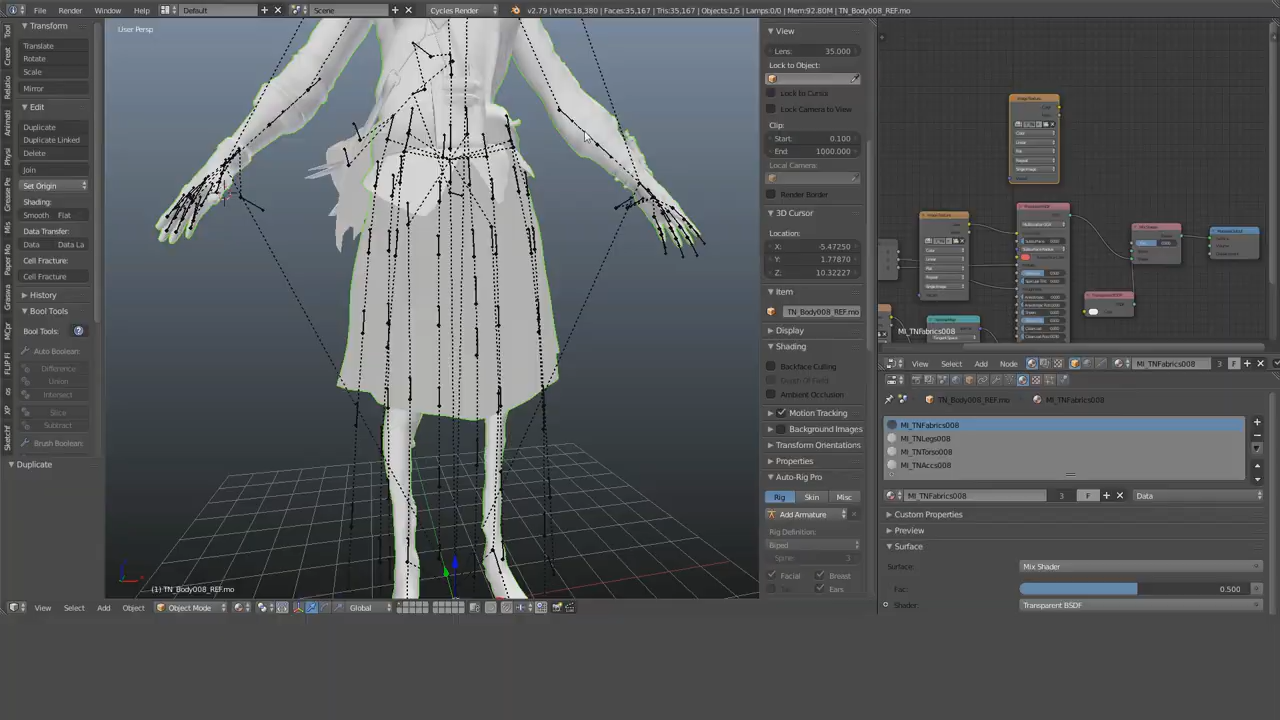 File
Render
Window
Help
Default
Scene
Cycles Render
v2.79 | Verts:18,380 | Faces:35,167 | Tris:35,167 | Objects:1/5 | Lamps:0/0 | Mem:92.80M | TN_Body008_REF.mo
Transform
Translate
Rotate
Scale
Mirror
Edit
Duplicate
Duplicate Linked
Delete
Join
Set Origin
Shading:
Smooth Flat
Data Transfer:
Data Data La
Cell Fracture:
Cell Fracture
History
Bool Tools
Bool Tools:
Auto Boolean:
Difference
Union
Intersect
Slice
Subtract
Brush Boolean:
Duplicate
User Persp
(1) TN_Body008_REF.mo
View
Select
Add
Object
Object Mode
Global
View
Lens: 35.000
Lock to Object:
Lock to Cursor
Lock Camera to View
Clip:
Start: 0.100
End: 1000.000
Local Camera:
Render Border
3D Cursor
Location:
X: -5.47250
Y: 1.77870
Z: 10.32227
Item
TN_Body008_REF.mo
Display
Shading
Backface Culling
Depth Of Field
Ambient Occlusion
Motion Tracking
Background Images
Transform Orientations
Properties
Auto-Rig Pro
Rig Skin Misc
Add Armature
Rig Definition:
Biped
Spine: 3
Facial Breast
Ears
MI_TNFabrics008
View Select Add Node MI_TNFabrics008 F
TN_Body008_REF.mo MI_TNFabrics008
MI_TNFabrics008
MI_TNLegs008
MI_TNTorso008
MI_TNAccs008
MI_TNFabrics008 3 F Data
Custom Properties
Preview
Surface
Surface: Mix Shader
Fac: 0.500
Shader: Transparent BSDF